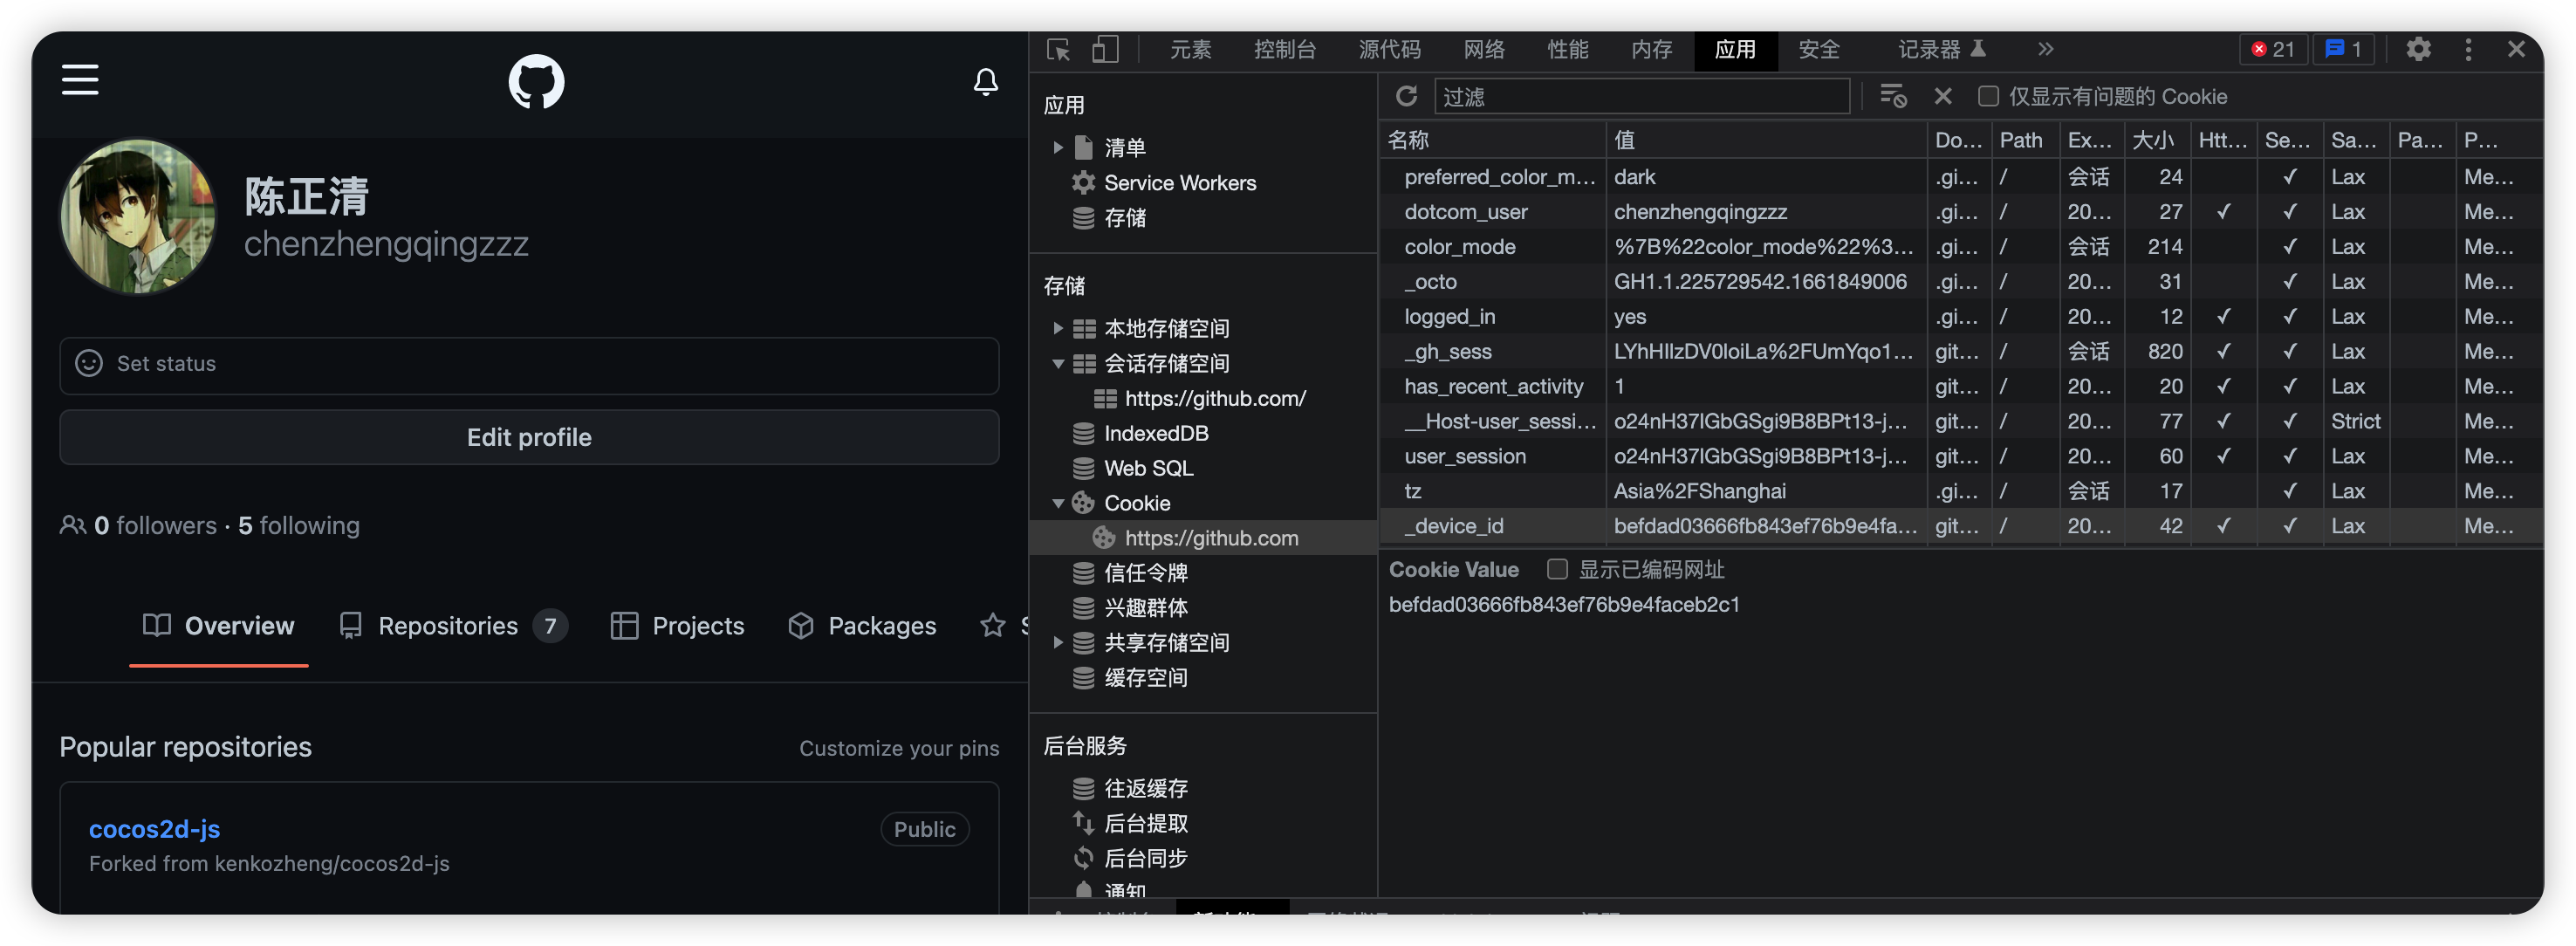 陈正清
chenzhengqingzzz
Set status
Edit profile
0 followers · 5 following
Overview
Repositories 7
Projects
Packages
Popular repositories
Customize your pins
cocos2d-js
Public
Forked from kenkozheng/cocos2d-js
元素 控制台 源代码 网络 性能 内存 应用 安全 记录器 21 1
应用
清单
Service Workers
存储
存储
本地存储空间
会话存储空间
https://github.com/
IndexedDB
Web SQL
Cookie
https://github.com
信任令牌
兴趣群体
共享存储空间
缓存空间
后台服务
往返缓存
后台提取
后台同步
通知
过滤 仅显示有问题的 Cookie
名称 值 Do... Path Ex... 大小 Htt... Se... Sa... Pa... P...
preferred_color_m... dark .gi... / 会话 24 ✓ Lax Me...
dotcom_user chenzhengqingzzz .gi... / 20... 27 ✓ ✓ Lax Me...
color_mode %7B%22color_mode%22%3... .gi... / 会话 214 ✓ Lax Me...
_octo GH1.1.225729542.1661849006 .gi... / 20... 31 ✓ Lax Me...
logged_in yes .gi... / 20... 12 ✓ ✓ Lax Me...
_gh_sess LYhHIlzDV0loiLa%2FUmYqo1... git... / 会话 820 ✓ ✓ Lax Me...
has_recent_activity 1 git... / 20... 20 ✓ ✓ Lax Me...
__Host-user_sessi... o24nH37lGbGSgi9B8BPt13-j... git... / 20... 77 ✓ ✓ Strict Me...
user_session o24nH37lGbGSgi9B8BPt13-j... git... / 20... 60 ✓ ✓ Lax Me...
tz Asia%2FShanghai .gi... / 会话 17 ✓ Lax Me...
_device_id befdad03666fb843ef76b9e4fa... git... / 20... 42 ✓ ✓ Lax Me...
Cookie Value 显示已编码网址
befdad03666fb843ef76b9e4faceb2c1